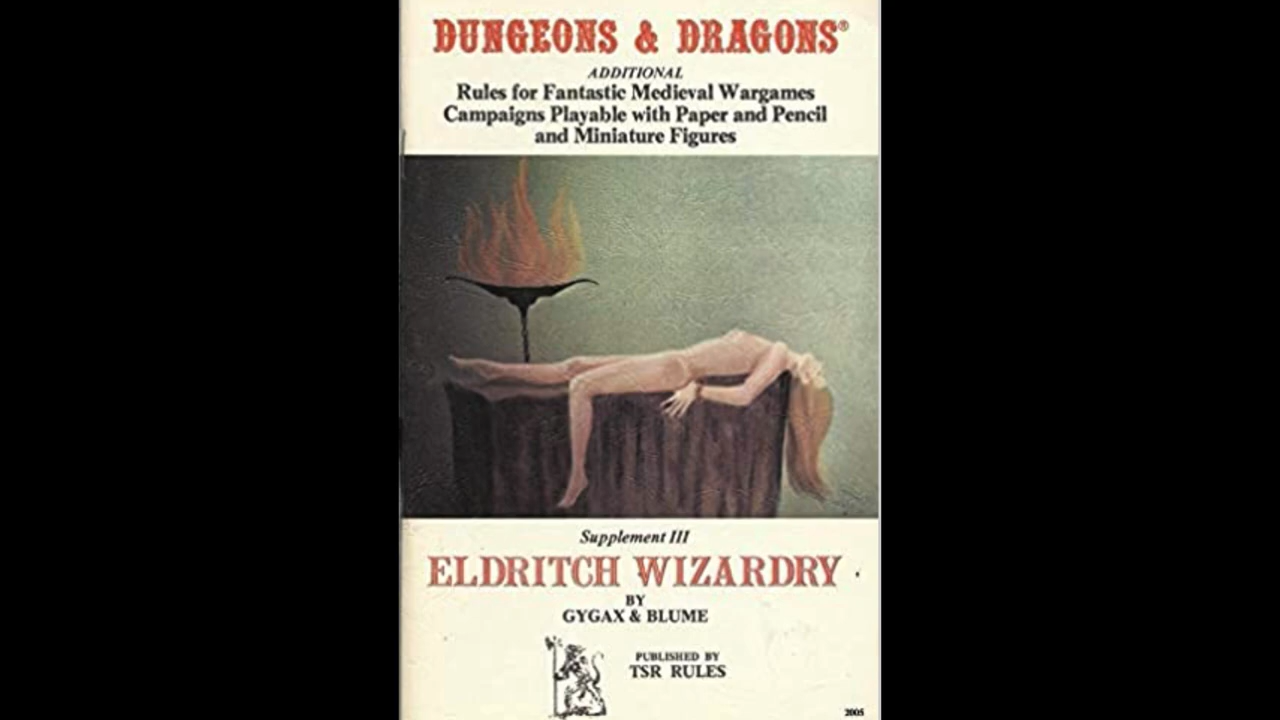 DUNGEONS & DRAGONS®
ADDITIONAL
Rules for Fantastic Medieval Wargames
Campaigns Playable with Paper and Pencil
and Miniature Figures
Supplement III
ELDRITCH WIZARDRY
BY
GYGAX & BLUME
PUBLISHED BY
TSR RULES
2005